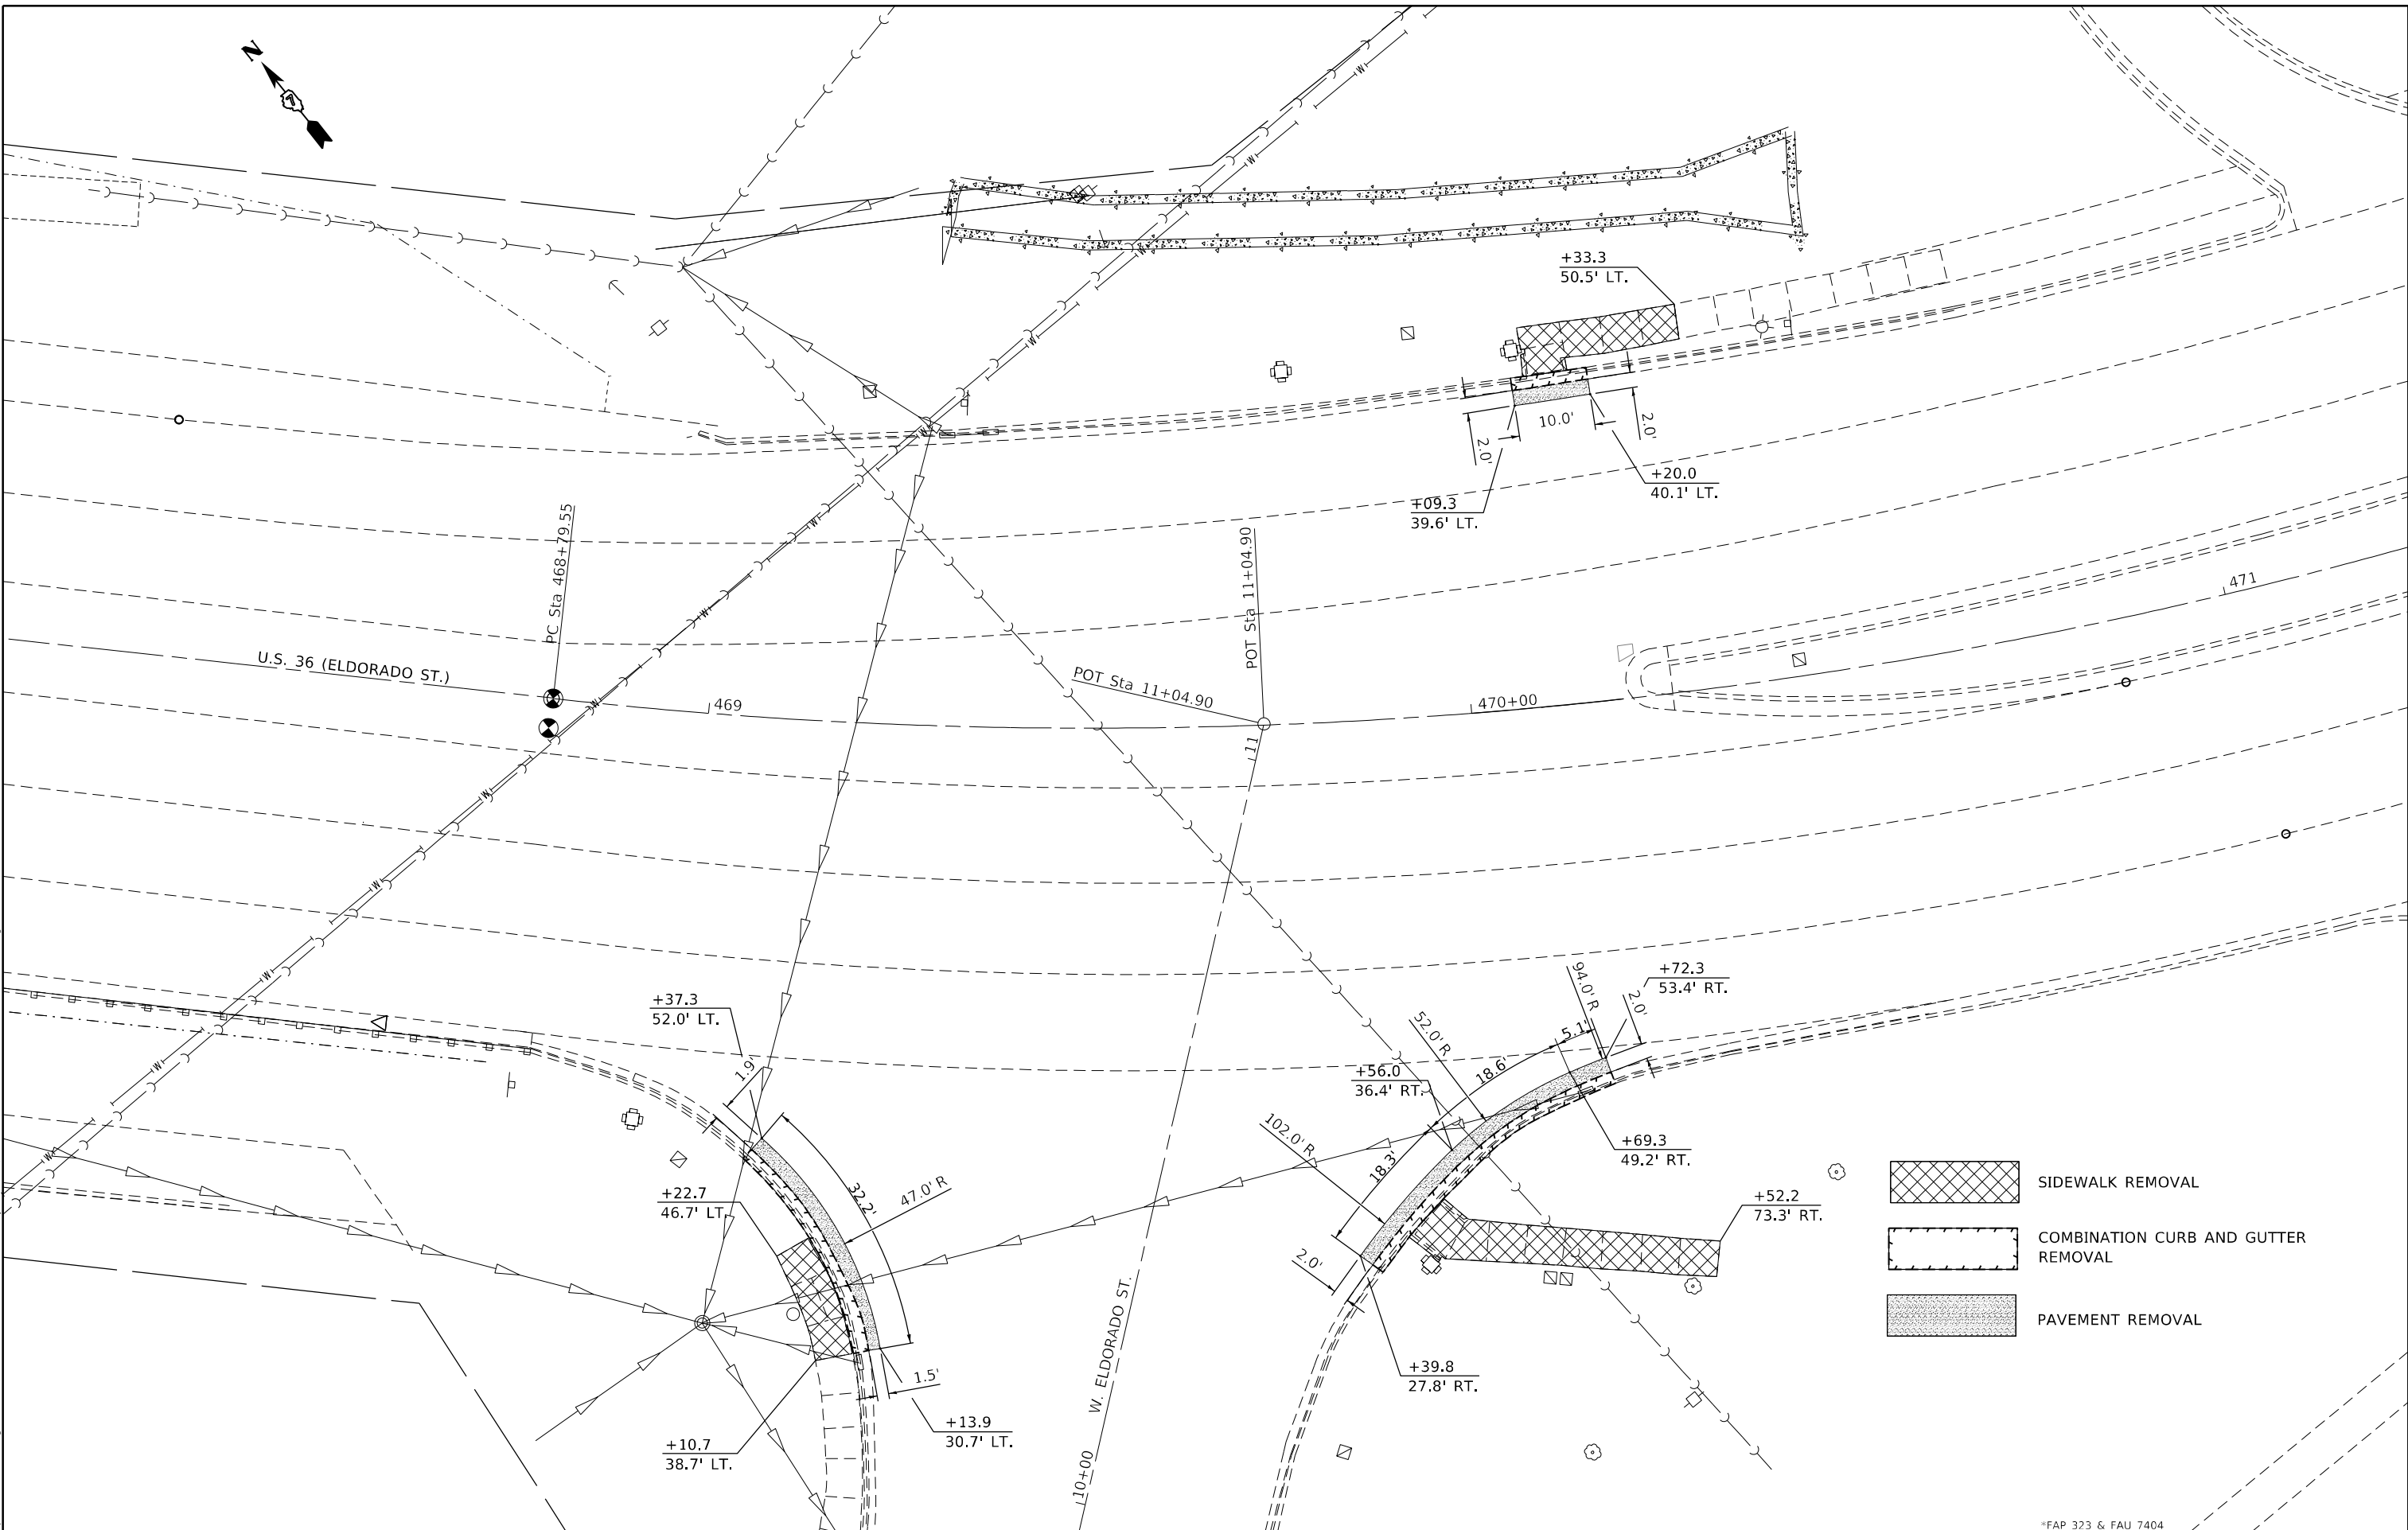 N
7
+33.3
50.5' LT.
2.0'
10.0'
2.0'
+20.0
40.1' LT.
+09.3
39.6' LT.
PC Sta 468+79.55
POT Sta 11+04.90
471
U.S. 36 (ELDORADO ST.)
POT Sta 11+04.90
469
470+00
11
+37.3
52.0' LT.
1.9'
94.0' R
+72.3
53.4' RT.
2.0'
52.0' R
5.1'
18.6'
+56.0
36.4' RT.
102.0' R
18.3'
+69.3
49.2' RT.
+22.7
46.7' LT.
32.2'
47.0' R
+52.2
73.3' RT.
2.0'
SIDEWALK REMOVAL
COMBINATION CURB AND GUTTER
REMOVAL
PAVEMENT REMOVAL
W. ELDORADO ST.
+39.8
27.8' RT.
1.5'
+13.9
30.7' LT.
+10.7
38.7' LT.
10+00
W
W
W
W
W
W
W
W
W
W
W
W
W
W
*FAP 323 & FAU 7404